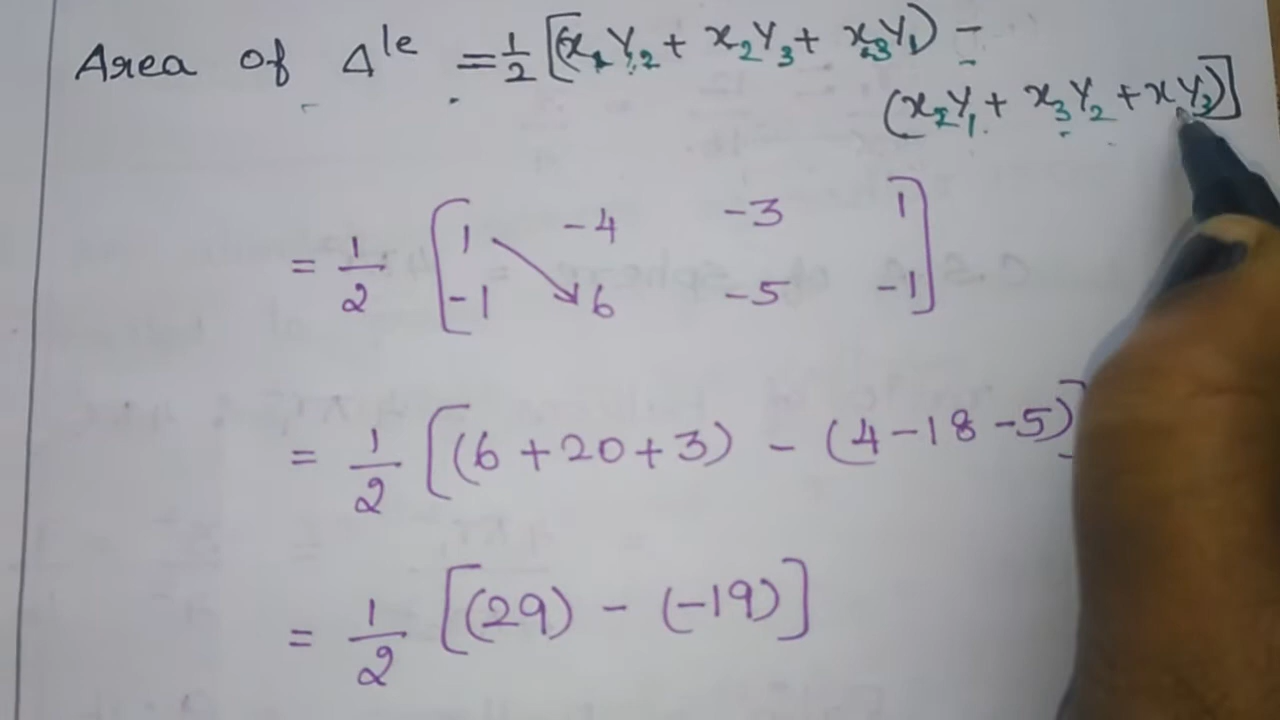 Area of Δ^le = 1/2 [(x₁Y₂ + x₂Y₃ + x₃Y₁) -
(x₂Y₁ + x₃Y₂ + xY₃)]
= 1/2 [1 -4 -3 1
-1 6 -5 -1]
= 1/2 [(6 + 20 + 3) - (4 - 18 - 5)]
= 1/2 [(29) - (-19)]